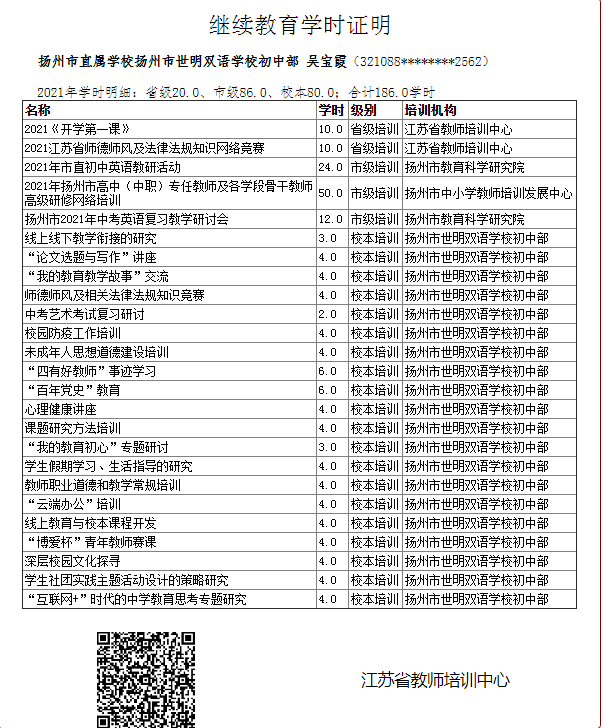 继续教育学时证明
扬州市直属学校扬州市世明双语学校初中部 吴宝霞（321088********2562）
2021年学时明细：省级20.0、市级86.0、校本80.0；合计186.0学时
名称 学时 级别 培训机构
2021《开学第一课》 10.0 省级培训 江苏省教师培训中心
2021江苏省师德师风及法律法规知识网络竞赛 10.0 省级培训 江苏省教师培训中心
2021年市直初中英语教研活动 24.0 市级培训 扬州市教育科学研究院
2021年扬州市高中（中职）专任教师及各学段骨干教师
高级研修网络培训 50.0 市级培训 扬州市中小学教师培训发展中心
扬州市2021年中考英语复习教学研讨会 12.0 市级培训 扬州市教育科学研究院
线上线下教学衔接的研究 3.0 校本培训 扬州市世明双语学校初中部
“论文选题与写作”讲座 4.0 校本培训 扬州市世明双语学校初中部
“我的教育教学故事”交流 4.0 校本培训 扬州市世明双语学校初中部
师德师风及相关法律法规知识竞赛 4.0 校本培训 扬州市世明双语学校初中部
中考艺术考试复习研讨 2.0 校本培训 扬州市世明双语学校初中部
校园防疫工作培训 4.0 校本培训 扬州市世明双语学校初中部
未成年人思想道德建设培训 4.0 校本培训 扬州市世明双语学校初中部
“四有好教师”事迹学习 6.0 校本培训 扬州市世明双语学校初中部
“百年党史”教育 6.0 校本培训 扬州市世明双语学校初中部
心理健康讲座 4.0 校本培训 扬州市世明双语学校初中部
课题研究方法培训 4.0 校本培训 扬州市世明双语学校初中部
“我的教育初心”专题研讨 3.0 校本培训 扬州市世明双语学校初中部
学生假期学习、生活指导的研究 4.0 校本培训 扬州市世明双语学校初中部
教师职业道德和教学常规培训 4.0 校本培训 扬州市世明双语学校初中部
“云端办公”培训 4.0 校本培训 扬州市世明双语学校初中部
线上教育与校本课程开发 4.0 校本培训 扬州市世明双语学校初中部
“博爱杯”青年教师赛课 4.0 校本培训 扬州市世明双语学校初中部
深层校园文化探寻 4.0 校本培训 扬州市世明双语学校初中部
学生社团实践主题活动设计的策略研究 4.0 校本培训 扬州市世明双语学校初中部
“互联网+”时代的中学教育思考专题研究 4.0 校本培训 扬州市世明双语学校初中部
江苏省教师培训中心